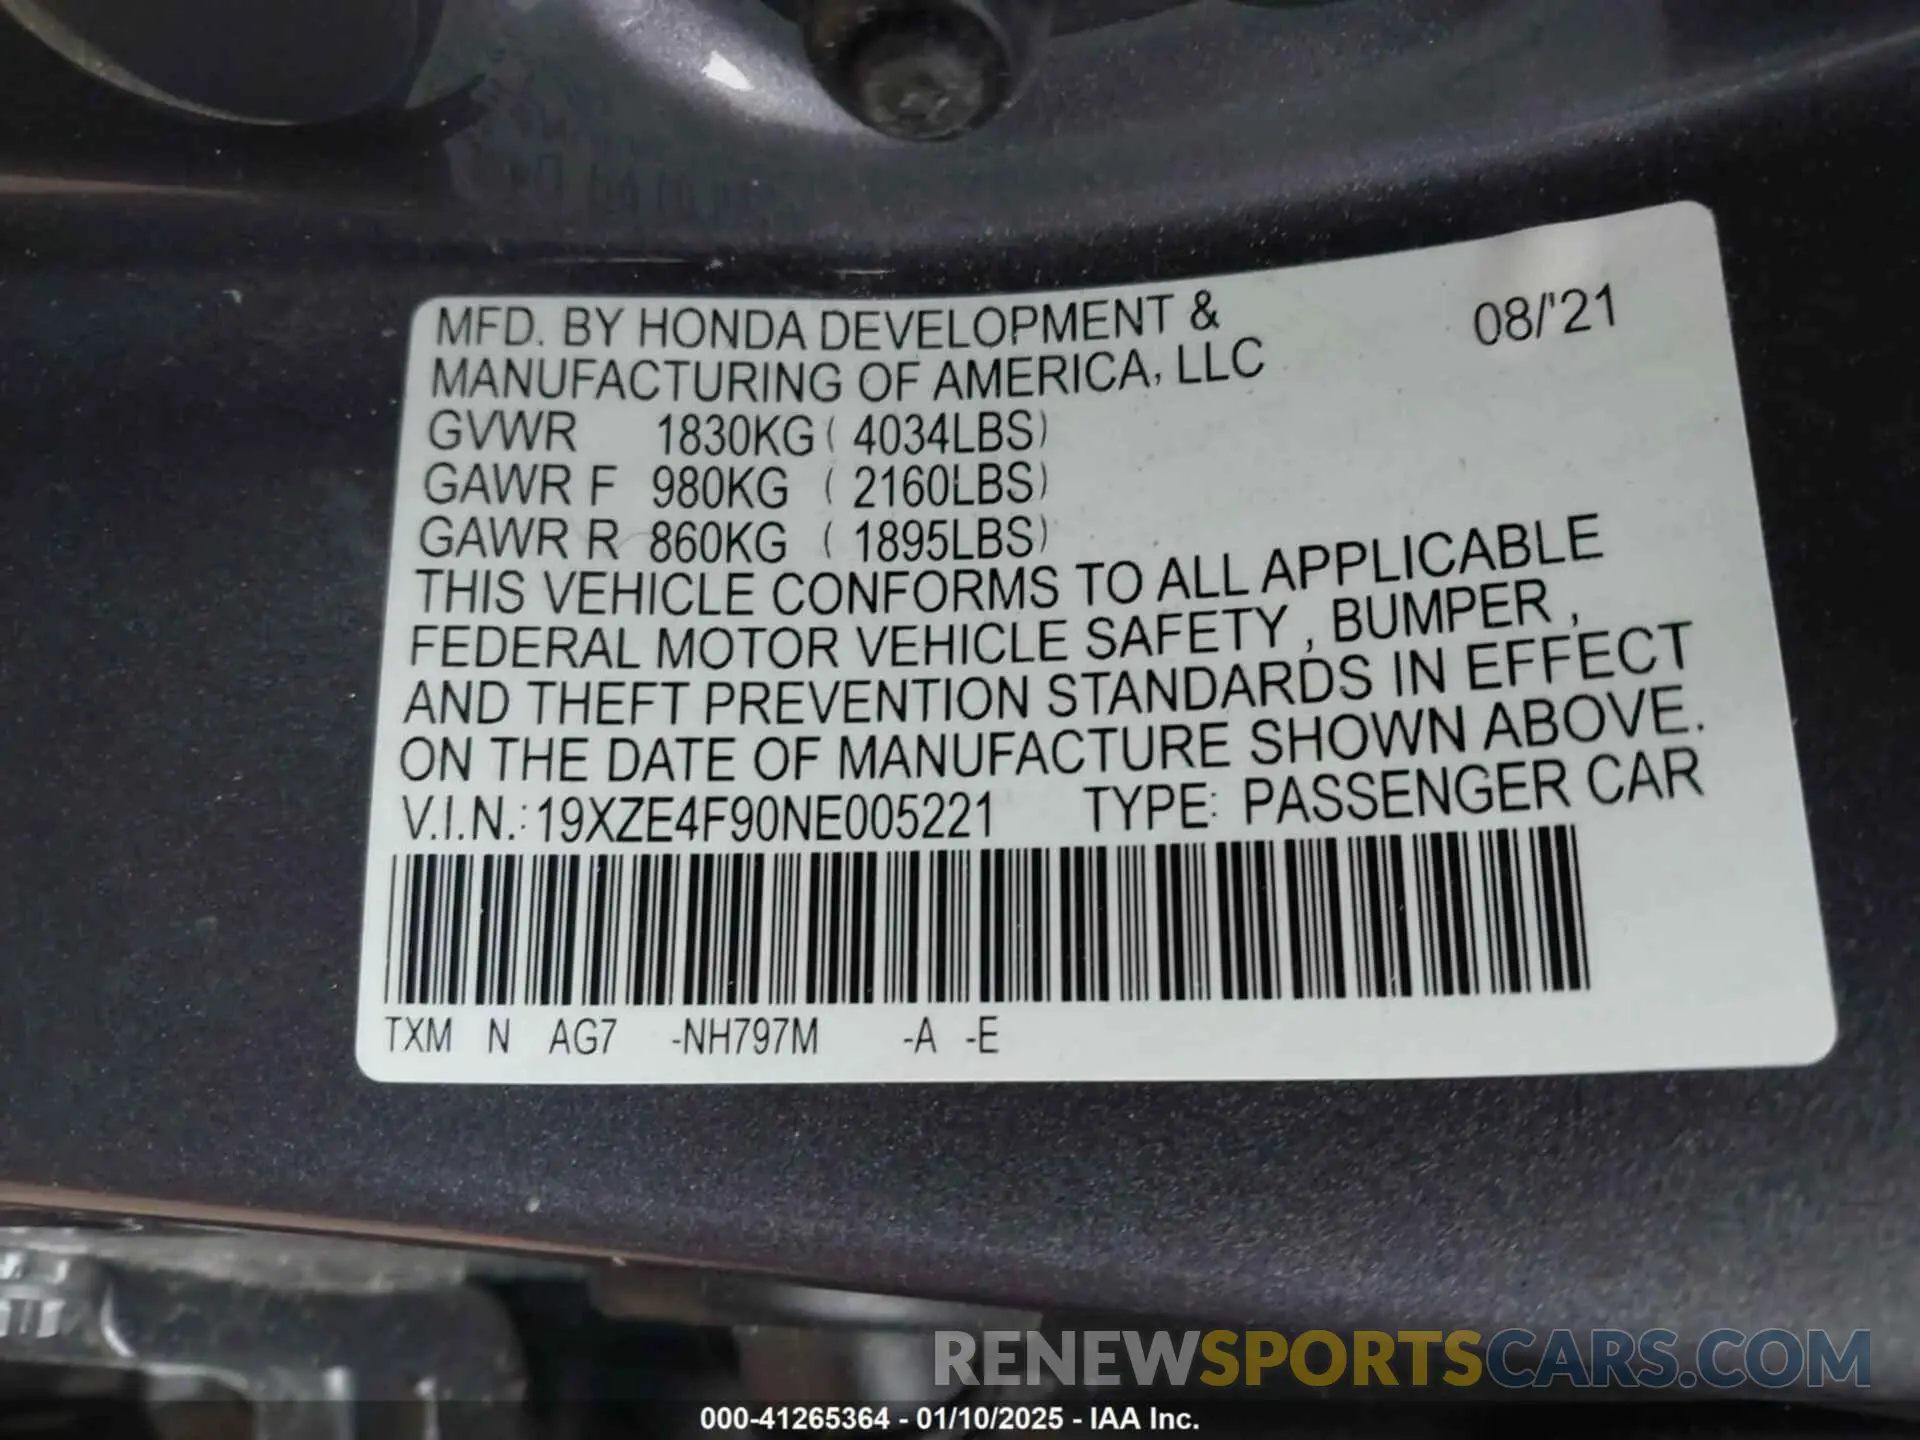 MFD. BY HONDA DEVELOPMENT & 08/'21
MANUFACTURING OF AMERICA, LLC
GVWR 1830KG ( 4034LBS)
GAWR F 980KG ( 2160LBS)
GAWR R 860KG ( 1895LBS)
THIS VEHICLE CONFORMS TO ALL APPLICABLE
FEDERAL MOTOR VEHICLE SAFETY , BUMPER ,
AND THEFT PREVENTION STANDARDS IN EFFECT
ON THE DATE OF MANUFACTURE SHOWN ABOVE.
V.I.N.: 19XZE4F90NE005221 TYPE: PASSENGER CAR
TXM N AG7 -NH797M -A -E
RENEWSPORTSCARS.COM
000-41265364 - 01/10/2025 - IAA Inc.